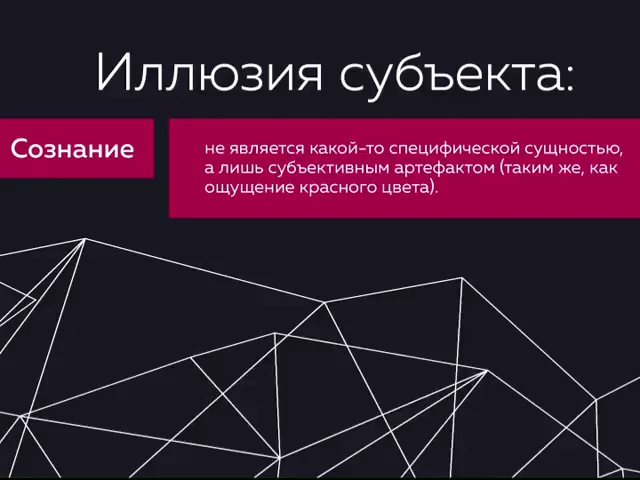 Иллюзия субъекта:
Сознание
не является какой-то специфической сущностью,
а лишь субъективным артефактом (таким же, как
ощущение красного цвета).